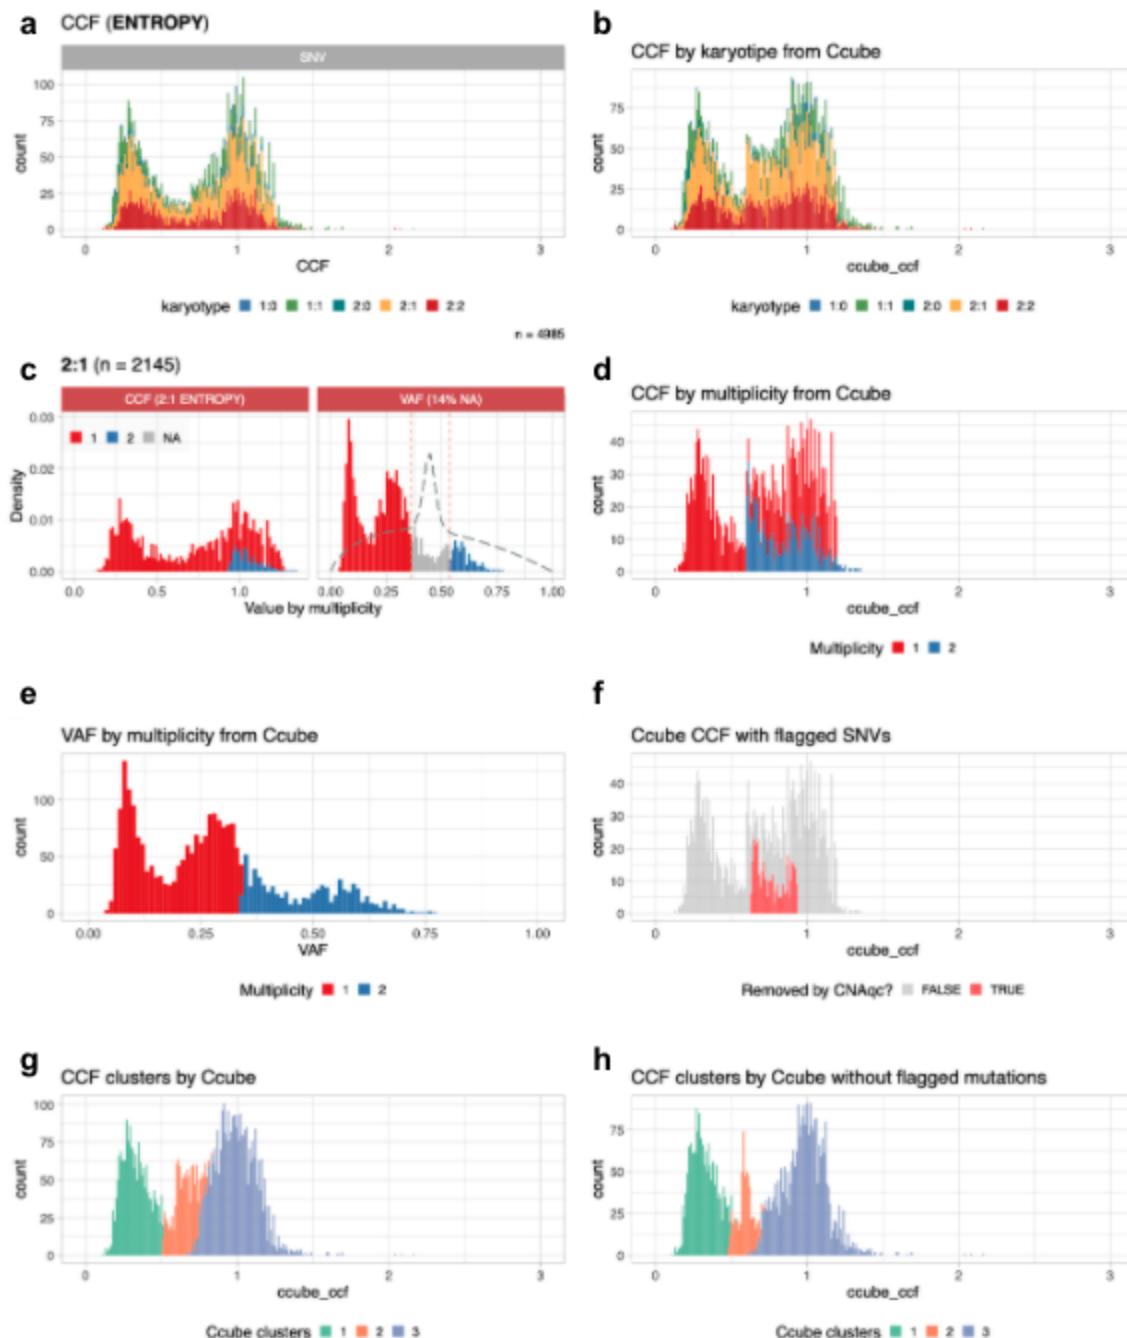 a
CCF (ENTROPY)
SNV
100
75
50
25
0
count
0 1 2 3
CCF
karyotype 1:0 1:1 2:0 2:1 2:2
n = 4985
b
CCF by karyotipe from Ccube
75
50
25
0
count
0 1 2 3
ccube_ccf
karyotype 1:0 1:1 2:0 2:1 2:2
c
2:1 (n = 2145)
CCF (2:1 ENTROPY) VAF (14% NA)
1 2 NA
0.03
0.02
0.01
0.00
Density
0.0 0.5 1.0 0.00 0.25 0.50 0.75 1.00
Value by multiplicity
d
CCF by multiplicity from Ccube
40
30
20
10
0
count
0 1 2 3
ccube_ccf
Multiplicity 1 2
e
VAF by multiplicity from Ccube
100
50
0
count
0.00 0.25 0.50 0.75 1.00
VAF
Multiplicity 1 2
f
Ccube CCF with flagged SNVs
40
30
20
10
0
count
0 1 2 3
ccube_ccf
Removed by CNAqc? FALSE TRUE
g
CCF clusters by Ccube
100
75
50
25
0
count
0 1 2 3
ccube_ccf
Ccube clusters 1 2 3
h
CCF clusters by Ccube without flagged mutations
75
50
25
0
count
0 1 2 3
ccube_ccf
Ccube clusters 1 2 3